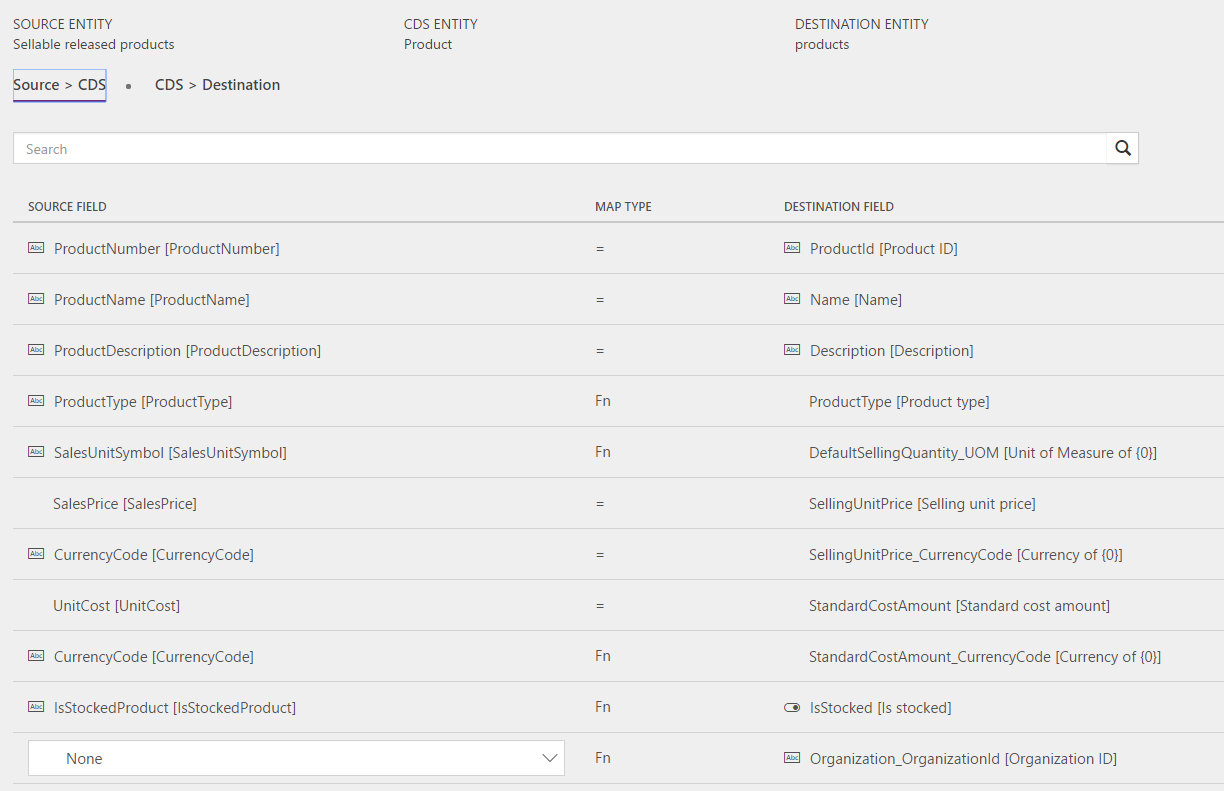 SOURCE ENTITY CDS ENTITY DESTINATION ENTITY
Sellable released products Product products
Source > CDS • CDS > Destination
Search
SOURCE FIELD MAP TYPE DESTINATION FIELD
Abc ProductNumber [ProductNumber] = Abc ProductId [Product ID]
Abc ProductName [ProductName] = Abc Name [Name]
Abc ProductDescription [ProductDescription] = Abc Description [Description]
Abc ProductType [ProductType] Fn ProductType [Product type]
Abc SalesUnitSymbol [SalesUnitSymbol] Fn DefaultSellingQuantity_UOM [Unit of Measure of {0}]
SalesPrice [SalesPrice] = SellingUnitPrice [Selling unit price]
Abc CurrencyCode [CurrencyCode] = SellingUnitPrice_CurrencyCode [Currency of {0}]
UnitCost [UnitCost] = StandardCostAmount [Standard cost amount]
Abc CurrencyCode [CurrencyCode] Fn StandardCostAmount_CurrencyCode [Currency of {0}]
Abc IsStockedProduct [IsStockedProduct] Fn IsStocked [Is stocked]
None Fn Abc Organization_OrganizationId [Organization ID]